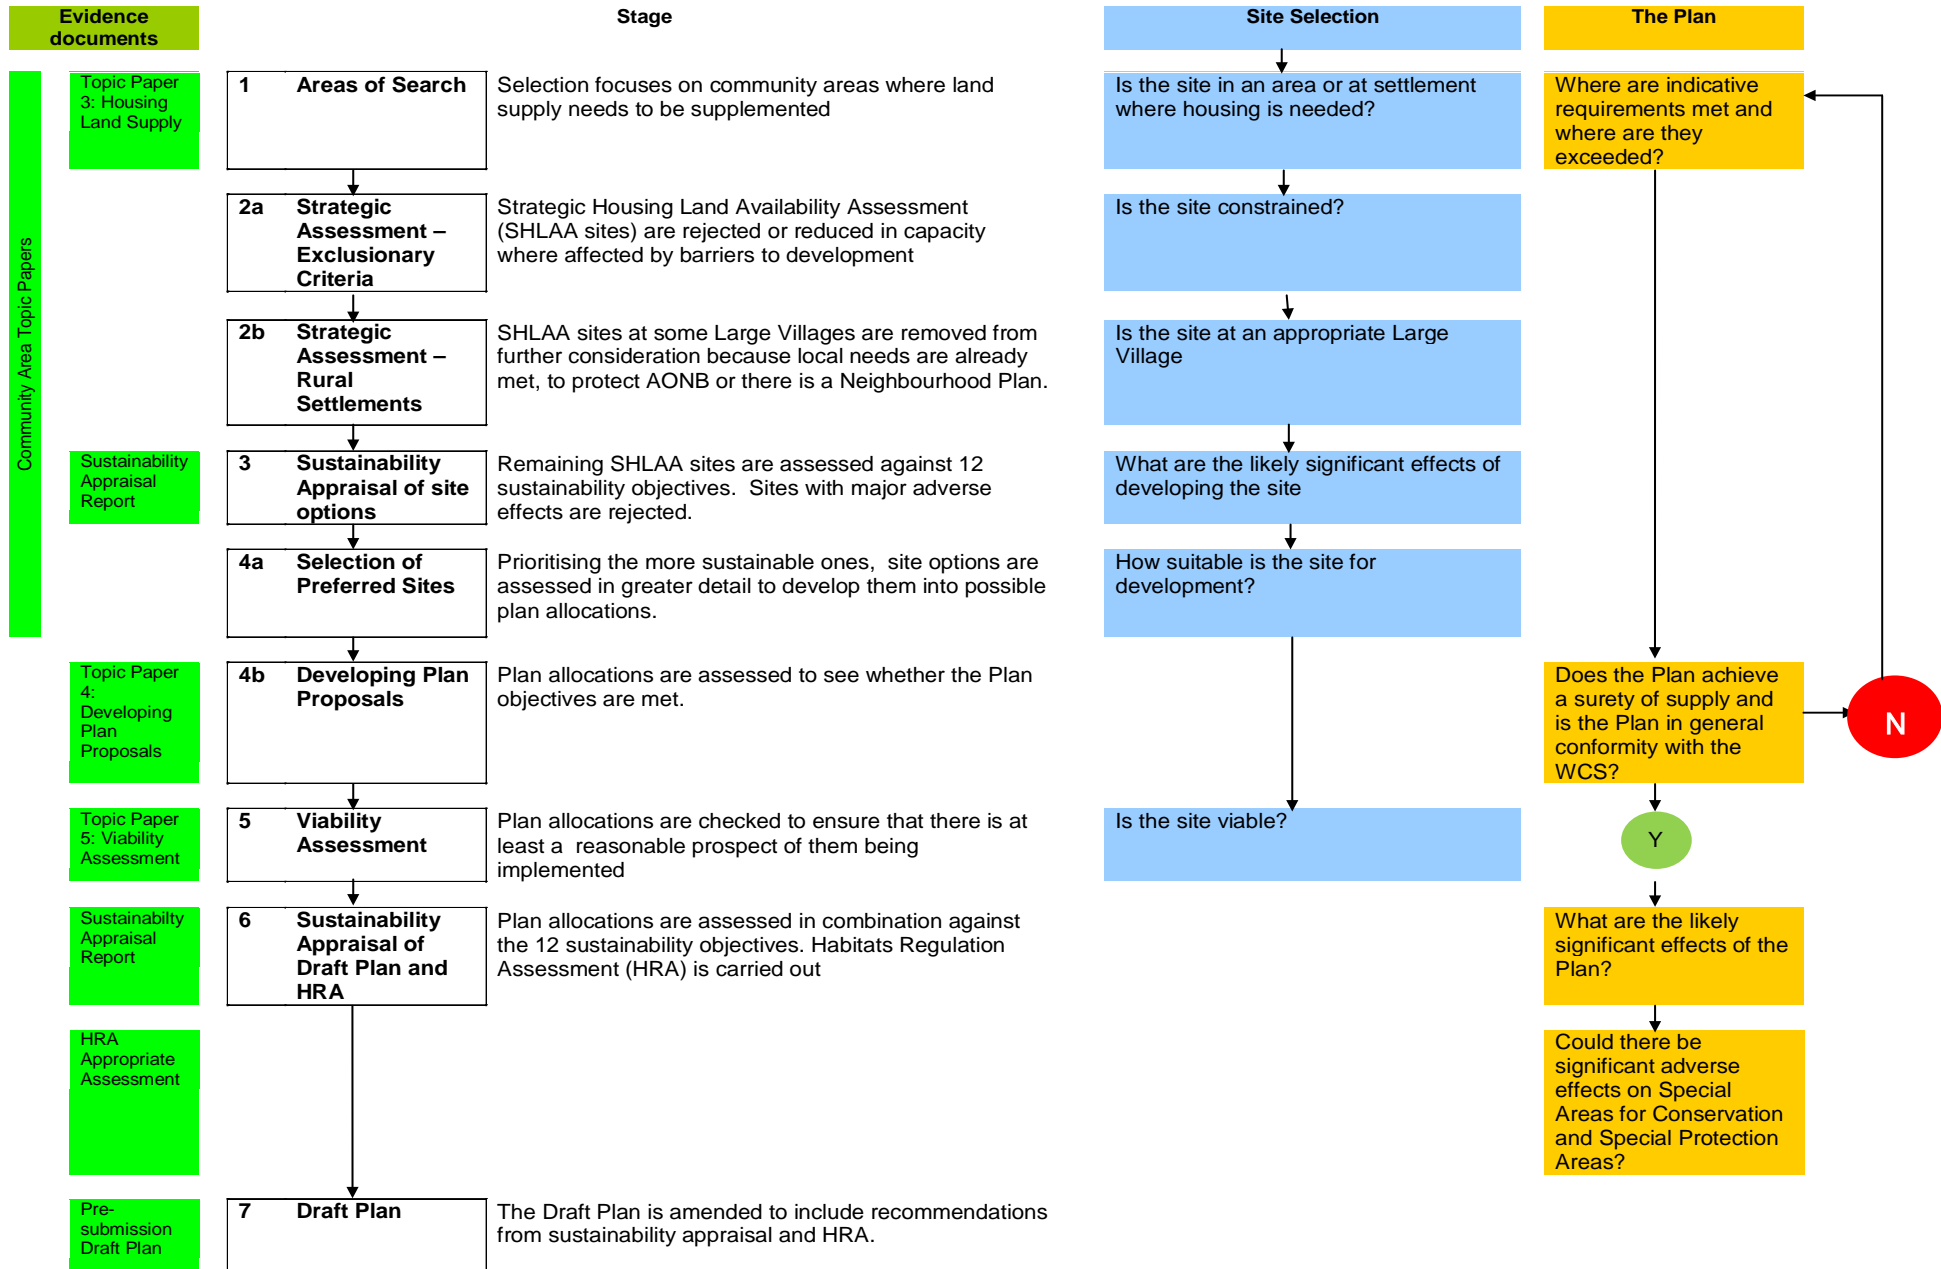 Evidence
documents
Stage
Site Selection
The Plan
Community Area Topic Papers
Topic Paper
3: Housing
Land Supply
1 Areas of Search
Selection focuses on community areas where land
supply needs to be supplemented
Is the site in an area or at settlement
where housing is needed?
Where are indicative
requirements met and
where are they
exceeded?
2a Strategic
Assessment –
Exclusionary
Criteria
Strategic Housing Land Availability Assessment
(SHLAA sites) are rejected or reduced in capacity
where affected by barriers to development
Is the site constrained?
2b Strategic
Assessment –
Rural
Settlements
SHLAA sites at some Large Villages are removed from
further consideration because local needs are already
met, to protect AONB or there is a Neighbourhood Plan.
Is the site at an appropriate Large
Village
Sustainability
Appraisal
Report
3 Sustainability
Appraisal of site
options
Remaining SHLAA sites are assessed against 12
sustainability objectives. Sites with major adverse
effects are rejected.
What are the likely significant effects of
developing the site
4a Selection of
Preferred Sites
Prioritising the more sustainable ones, site options are
assessed in greater detail to develop them into possible
plan allocations.
How suitable is the site for
development?
Topic Paper
4:
Developing
Plan
Proposals
4b Developing Plan
Proposals
Plan allocations are assessed to see whether the Plan
objectives are met.
Does the Plan achieve
a surety of supply and
is the Plan in general
conformity with the
WCS?
N
Topic Paper
5: Viability
Assessment
5 Viability
Assessment
Plan allocations are checked to ensure that there is at
least a reasonable prospect of them being
implemented
Is the site viable?
Y
Sustainabilty
Appraisal
Report
6 Sustainability
Appraisal of
Draft Plan and
HRA
Plan allocations are assessed in combination against
the 12 sustainability objectives. Habitats Regulation
Assessment (HRA) is carried out
What are the likely
significant effects of the
Plan?
HRA
Appropriate
Assessment
Could there be
significant adverse
effects on Special
Areas for Conservation
and Special Protection
Areas?
Pre-
submission
Draft Plan
7 Draft Plan
The Draft Plan is amended to include recommendations
from sustainability appraisal and HRA.